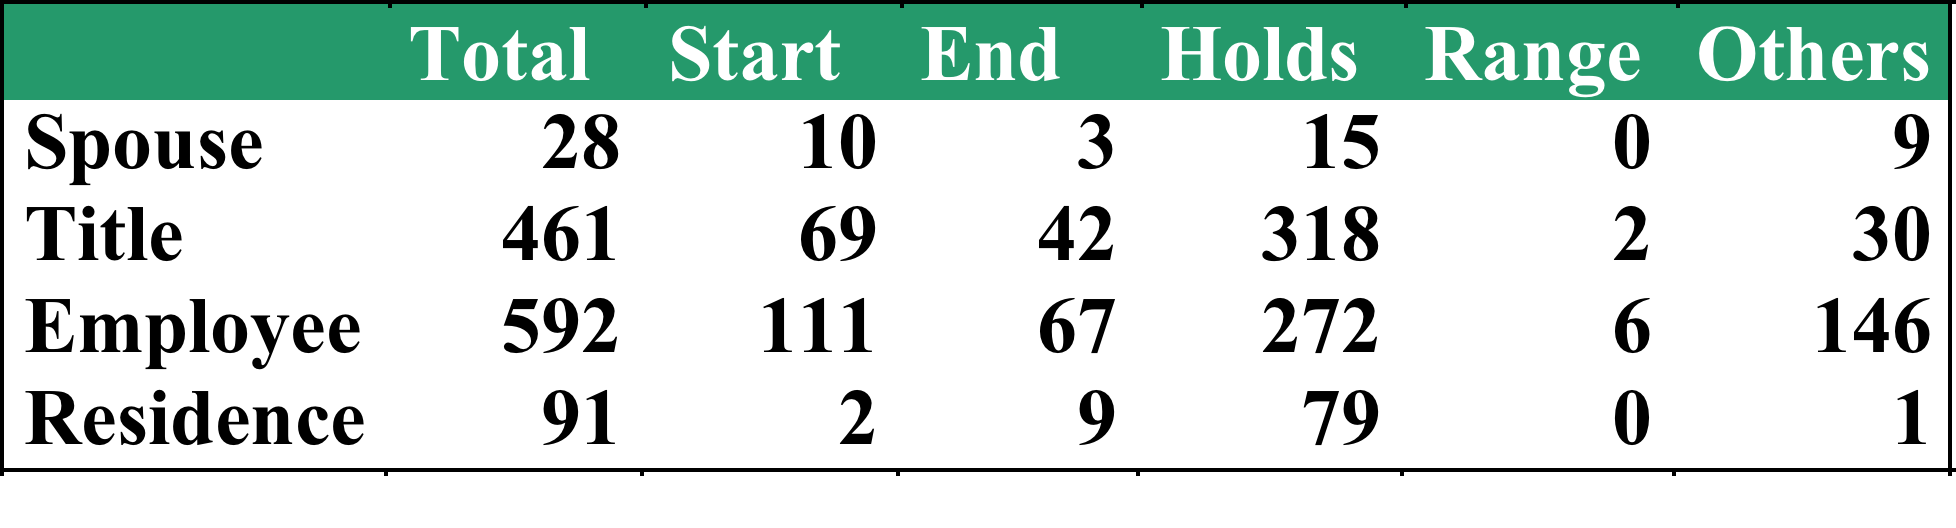 Total Start End Holds Range Others
Spouse 28 10 3 15 0 9
Title 461 69 42 318 2 30
Employee 592 111 67 272 6 146
Residence 91 2 9 79 0 1